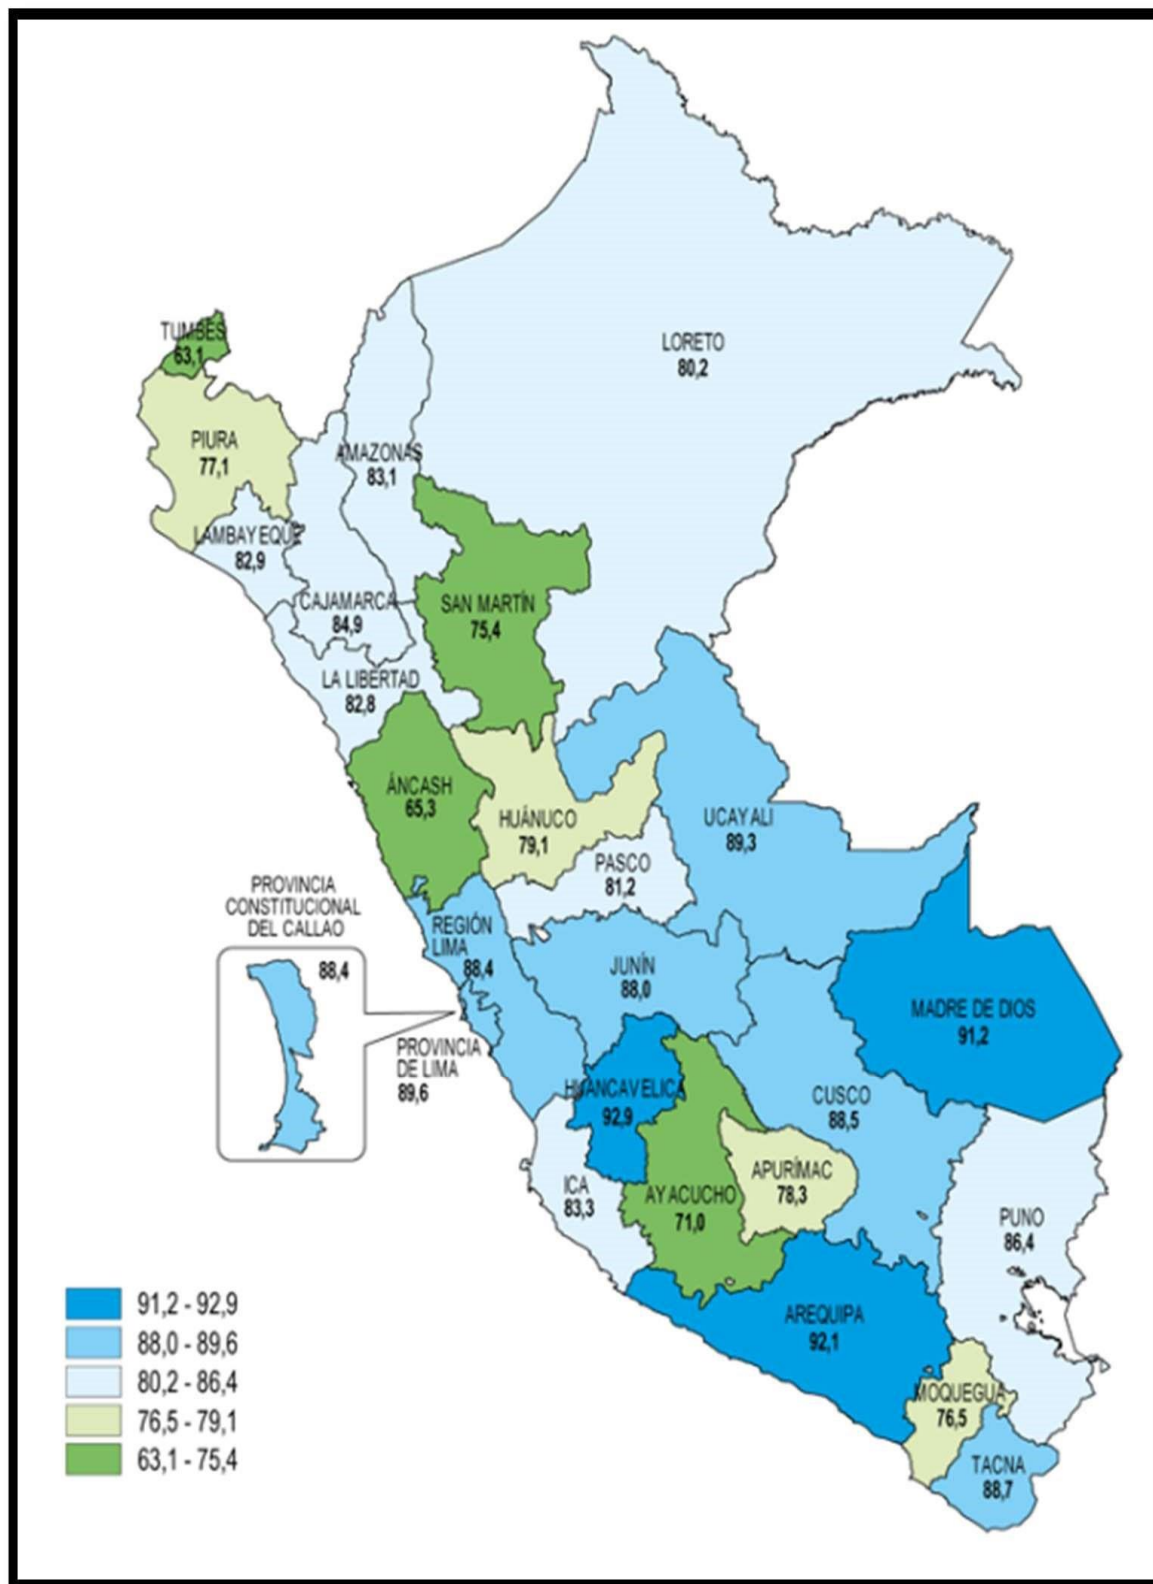 LORETO
80,2
TUMBES
63,1
PIURA
77,1
AMAZONAS
83,1
LAMBAYEQUE
82,9
CAJAMARCA
84,9
SAN MARTÍN
75,4
LA LIBERTAD
82,8
ÁNCASH
65,3
HUÁNUCO
79,1
UCAYALI
89,3
PASCO
81,2
PROVINCIA
CONSTITUCIONAL
DEL CALLAO
88,4
REGIÓN
LIMA
88,4
JUNÍN
88,0
MADRE DE DIOS
91,2
PROVINCIA
DE LIMA
89,6
HUANCAVELICA
92,9
CUSCO
88,5
APURÍMAC
78,3
ICA
83,3
AYACUCHO
71,0
PUNO
86,4
AREQUIPA
92,1
MOQUEGUA
76,5
TACNA
88,7
91,2 - 92,9
88,0 - 89,6
80,2 - 86,4
76,5 - 79,1
63,1 - 75,4